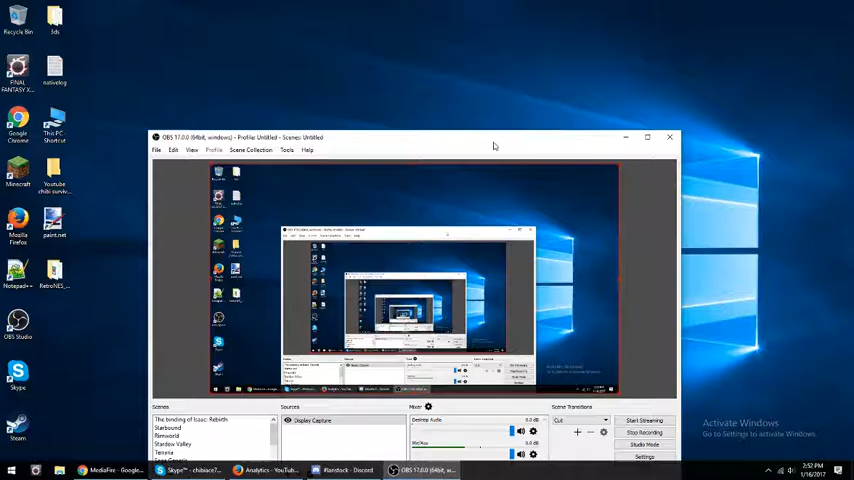 Recycle Bin
3ds
FINAL
FANTASY X...
nativelog
Google
Chrome
This PC -
Shortcut
Minecraft
Youtube
chibi surviv...
Mozilla
Firefox
paint.net
Notepad++
RetroNES_...
OBS Studio
Skype
Steam
OBS 17.0.0 (64bit, windows) - Profile: Untitled - Scenes: Untitled
File Edit View Profile Scene Collection Tools Help
Scenes
Sources
Mixer
Scene Transitions
The binding of Isaac: Rebirth
Starbound
Rimworld
Stardew Valley
Terraria
Display Capture
Desktop Audio 0.0 dB
Mic/Aux 0.0 dB
Cut
Start Streaming
Stop Recording
Studio Mode
Settings
Activate Windows
Go to Settings to activate Windows.
MediaFire - Google...
Skype™ - chibiace7...
Analytics - YouTub...
#lanstock - Discord
OBS 17.0.0 (64bit, w...
2:52 PM
1/16/2017